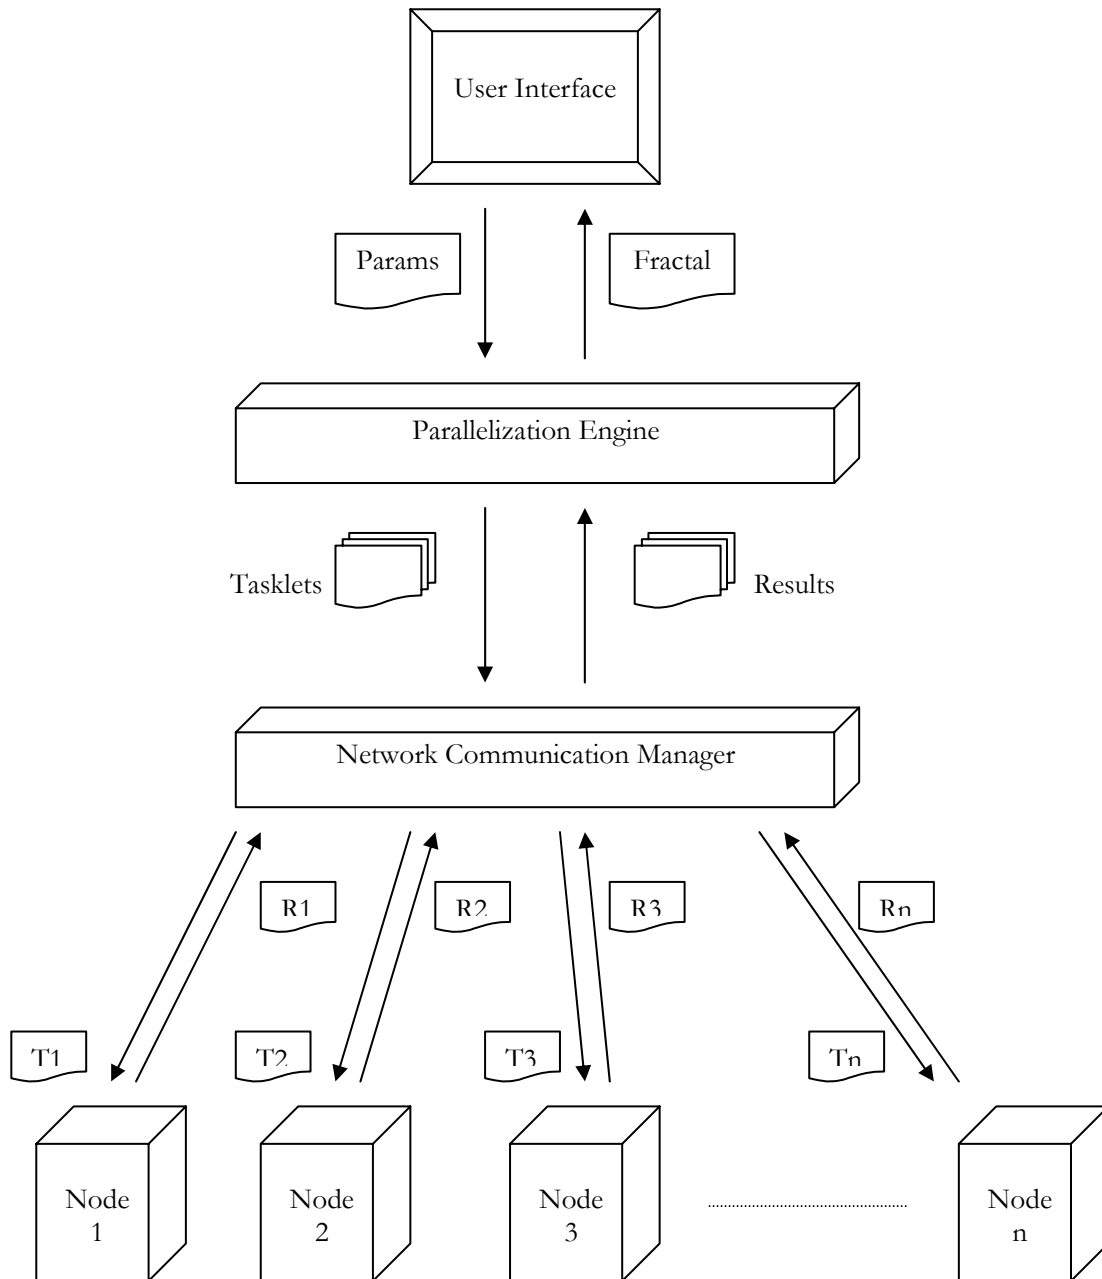 User Interface
Params
Fractal
Parallelization Engine
Tasklets
Results
Network Communication Manager
R1
R2
R3
Rn
T1
T2
T3
Tn
Node
1
Node
2
Node
3
Node
n